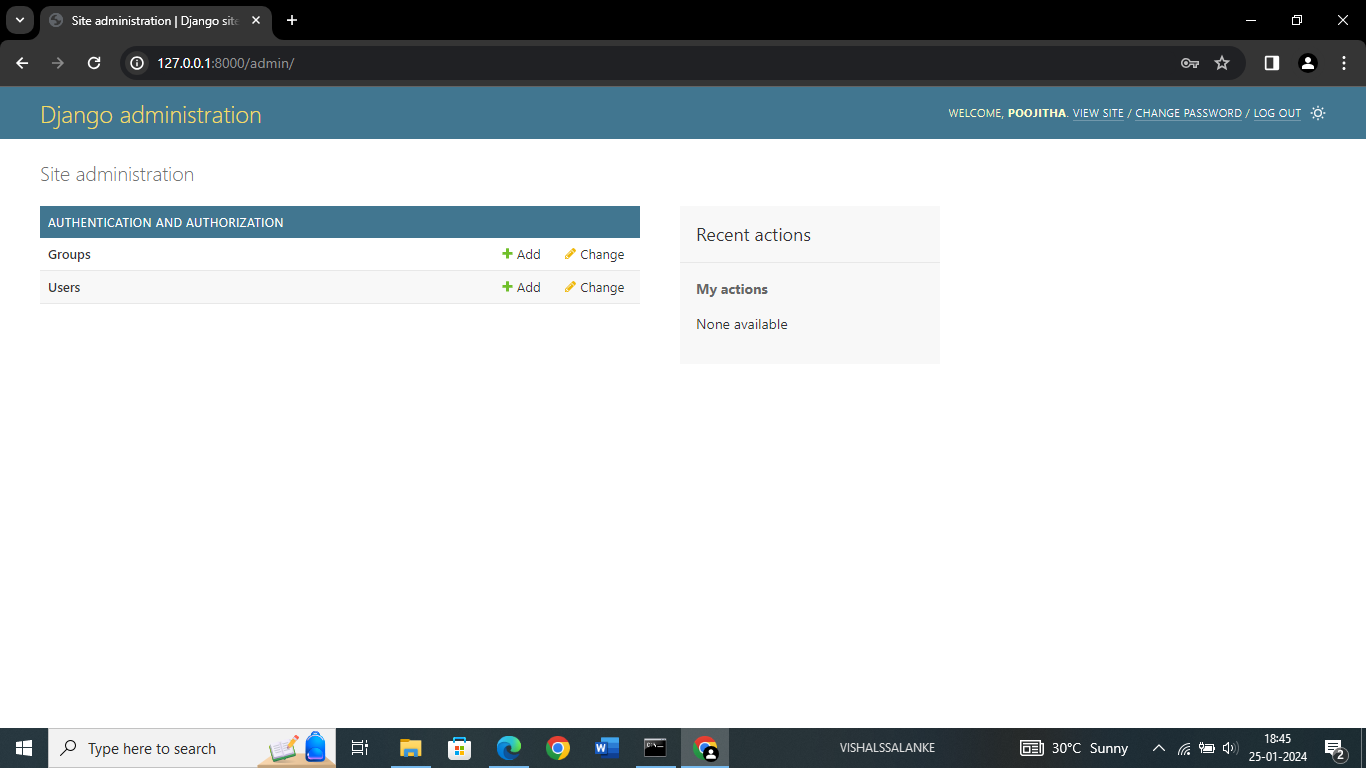 Site administration | Django site
127.0.0.1:8000/admin/
Django administration
WELCOME, POOJITHA. VIEW SITE / CHANGE PASSWORD / LOG OUT
Site administration
AUTHENTICATION AND AUTHORIZATION
Groups Add Change
Users Add Change
Recent actions
My actions
None available
Type here to search
VISHALSSALANKE
30°C Sunny
18:45
25-01-2024
2